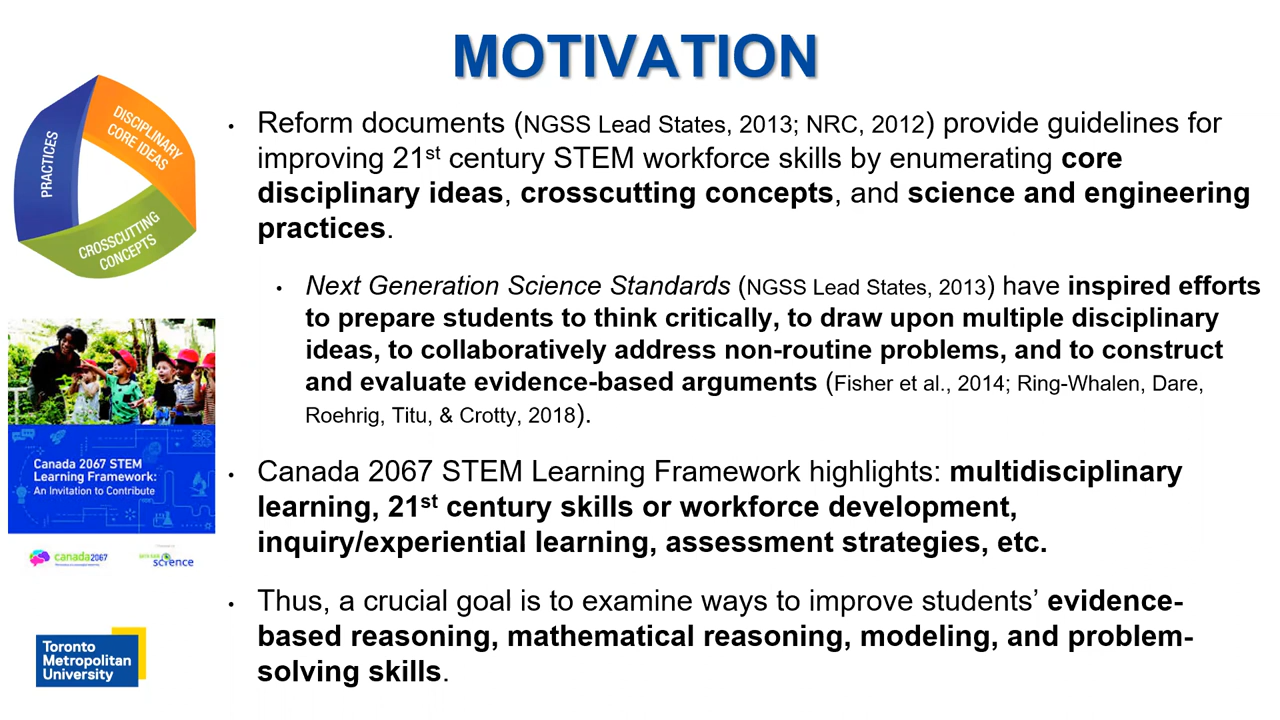 MOTIVATION
PRACTICES
DISCIPLINARY
CORE IDEAS
CROSSCUTTING
CONCEPTS
• Reform documents (NGSS Lead States, 2013; NRC, 2012) provide guidelines for
improving 21st century STEM workforce skills by enumerating core
disciplinary ideas, crosscutting concepts, and science and engineering
practices.
• Next Generation Science Standards (NGSS Lead States, 2013) have inspired efforts
to prepare students to think critically, to draw upon multiple disciplinary
ideas, to collaboratively address non-routine problems, and to construct
and evaluate evidence-based arguments (Fisher et al., 2014; Ring-Whalen, Dare,
Roehrig, Titu, & Crotty, 2018).
Canada 2067 STEM
Learning Framework:
An Invitation to Contribute
canada2067
science
• Canada 2067 STEM Learning Framework highlights: multidisciplinary
learning, 21st century skills or workforce development,
inquiry/experiential learning, assessment strategies, etc.
• Thus, a crucial goal is to examine ways to improve students’ evidence-
based reasoning, mathematical reasoning, modeling, and problem-
solving skills.
Toronto
Metropolitan
University